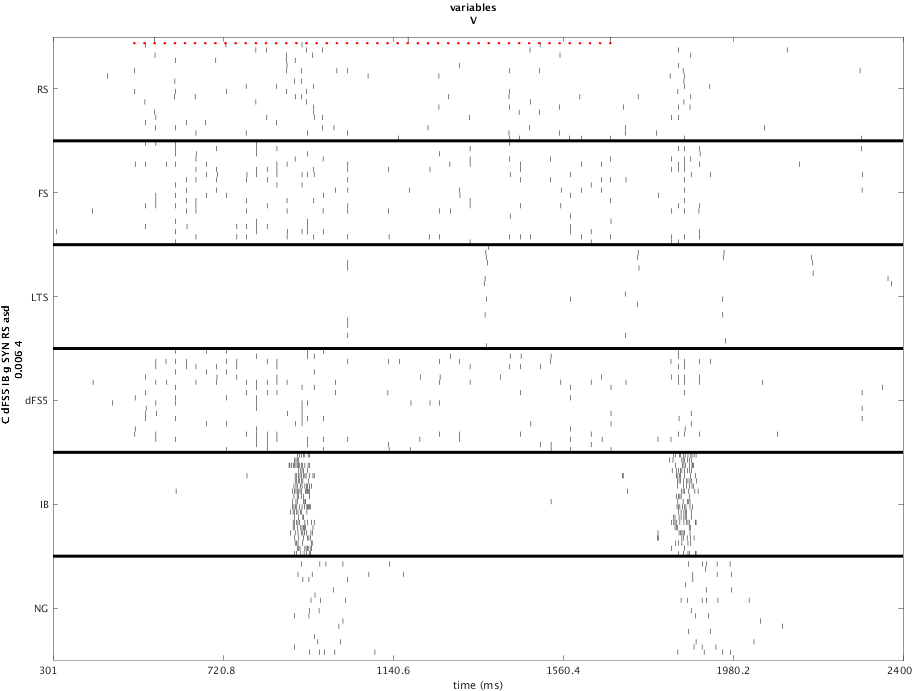 variables
V
RS
FS
LTS
dFS5
IB
NG
C dFS5 IB g SYN RS asd
0.006 4
301
720.8
1140.6
1560.4
1980.2
2400
time (ms)